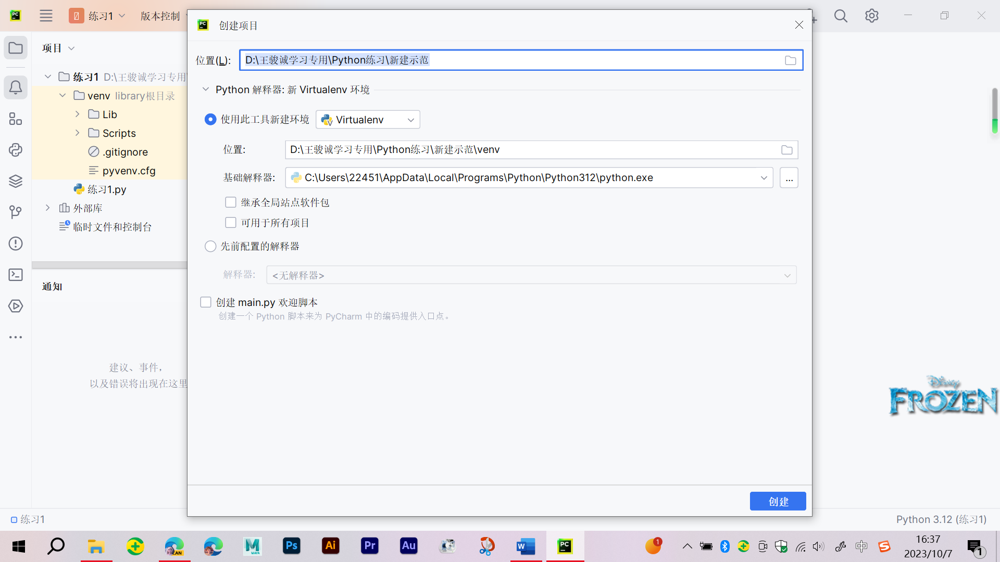 练习1
版本控制
创建项目
项目
位置(L):
D:\王骏诚学习专用\Python练习\新建示范
练习1 D:\王骏诚学习专用
Python 解释器: 新 Virtualenv 环境
venv library根目录
Lib
使用此工具新建环境
Virtualenv
Scripts
.gitignore
位置:
D:\王骏诚学习专用\Python练习\新建示范\venv
pyvenv.cfg
基础解释器:
C:\Users\22451\AppData\Local\Programs\Python\Python312\python.exe
...
练习1.py
继承全局站点软件包
外部库
可用于所有项目
临时文件和控制台
先前配置的解释器
解释器:
<无解释器>
通知
创建 main.py 欢迎脚本
创建一个 Python 脚本来为 PyCharm 中的编码提供入口点。
建议、事件,
以及错误将出现在这里
Disney
FROZEN
创建
练习1
Python 3.12 (练习1)
CAN
MAYA
Ps
Ai
Pr
Au
W
PC
1
中
S
16:37
2023/10/7
1